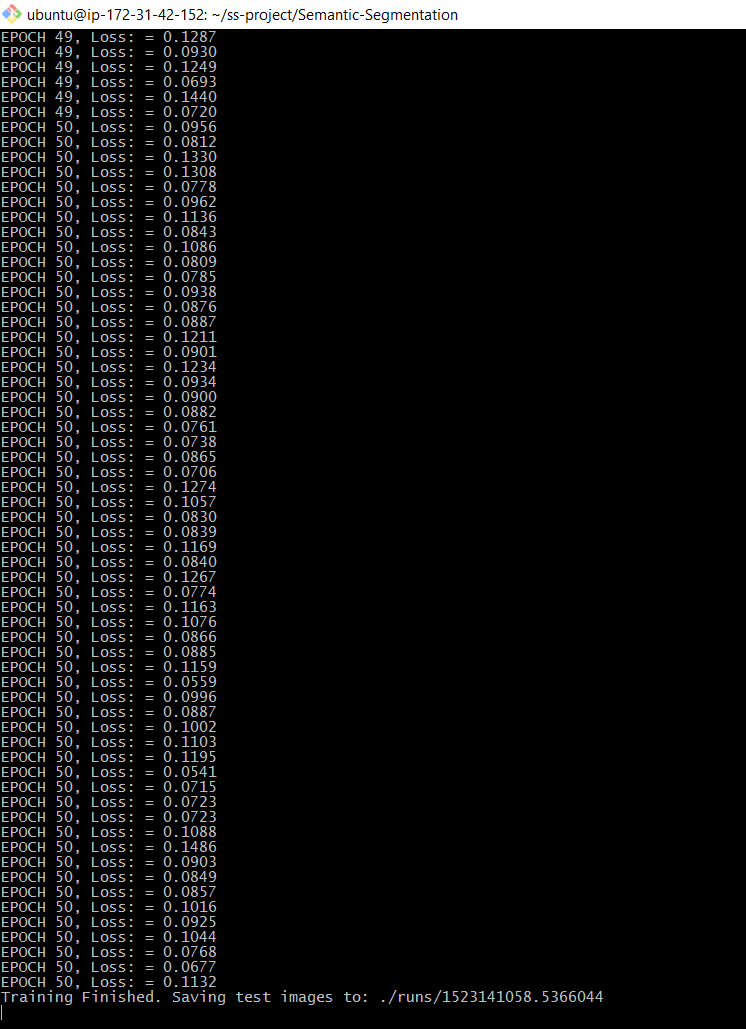 ubuntu@ip-172-31-42-152: ~/ss-project/Semantic-Segmentation
EPOCH 49, Loss: = 0.1287
EPOCH 49, Loss: = 0.0930
EPOCH 49, Loss: = 0.1249
EPOCH 49, Loss: = 0.0693
EPOCH 49, Loss: = 0.1440
EPOCH 49, Loss: = 0.0720
EPOCH 50, Loss: = 0.0956
EPOCH 50, Loss: = 0.0812
EPOCH 50, Loss: = 0.1330
EPOCH 50, Loss: = 0.1308
EPOCH 50, Loss: = 0.0778
EPOCH 50, Loss: = 0.0962
EPOCH 50, Loss: = 0.1136
EPOCH 50, Loss: = 0.0843
EPOCH 50, Loss: = 0.1086
EPOCH 50, Loss: = 0.0809
EPOCH 50, Loss: = 0.0785
EPOCH 50, Loss: = 0.0938
EPOCH 50, Loss: = 0.0876
EPOCH 50, Loss: = 0.0887
EPOCH 50, Loss: = 0.1211
EPOCH 50, Loss: = 0.0901
EPOCH 50, Loss: = 0.1234
EPOCH 50, Loss: = 0.0934
EPOCH 50, Loss: = 0.0900
EPOCH 50, Loss: = 0.0882
EPOCH 50, Loss: = 0.0761
EPOCH 50, Loss: = 0.0738
EPOCH 50, Loss: = 0.0865
EPOCH 50, Loss: = 0.0706
EPOCH 50, Loss: = 0.1274
EPOCH 50, Loss: = 0.1057
EPOCH 50, Loss: = 0.0830
EPOCH 50, Loss: = 0.0839
EPOCH 50, Loss: = 0.1169
EPOCH 50, Loss: = 0.0840
EPOCH 50, Loss: = 0.1267
EPOCH 50, Loss: = 0.0774
EPOCH 50, Loss: = 0.1163
EPOCH 50, Loss: = 0.1076
EPOCH 50, Loss: = 0.0866
EPOCH 50, Loss: = 0.0885
EPOCH 50, Loss: = 0.1159
EPOCH 50, Loss: = 0.0559
EPOCH 50, Loss: = 0.0996
EPOCH 50, Loss: = 0.0887
EPOCH 50, Loss: = 0.1002
EPOCH 50, Loss: = 0.1103
EPOCH 50, Loss: = 0.1195
EPOCH 50, Loss: = 0.0541
EPOCH 50, Loss: = 0.0715
EPOCH 50, Loss: = 0.0723
EPOCH 50, Loss: = 0.0723
EPOCH 50, Loss: = 0.1088
EPOCH 50, Loss: = 0.1486
EPOCH 50, Loss: = 0.0903
EPOCH 50, Loss: = 0.0849
EPOCH 50, Loss: = 0.0857
EPOCH 50, Loss: = 0.1016
EPOCH 50, Loss: = 0.0925
EPOCH 50, Loss: = 0.1044
EPOCH 50, Loss: = 0.0768
EPOCH 50, Loss: = 0.0677
EPOCH 50, Loss: = 0.1132
Training Finished. Saving test images to: ./runs/1523141058.5366044